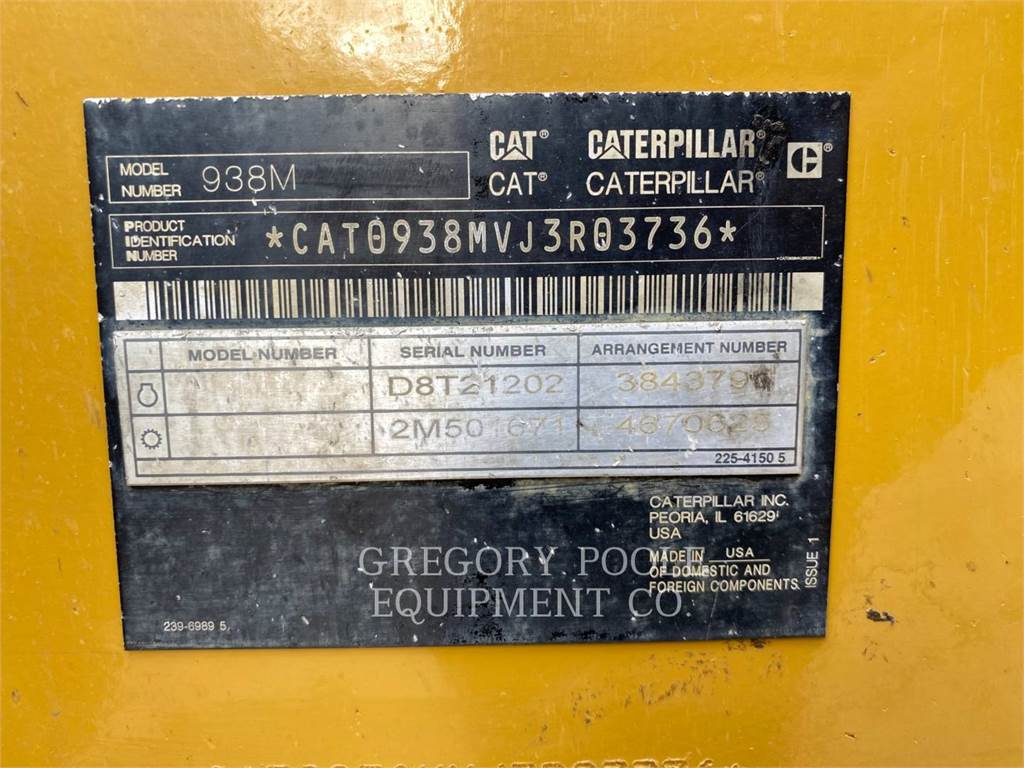 CAT® CATERPILLAR®
MODEL NUMBER 938M
CAT® CATERPILLAR® C®
PRODUCT IDENTIFICATION NUMBER *CAT0938MVJ3R03736*
MODEL NUMBER SERIAL NUMBER ARRANGEMENT NUMBER
D8T21202
2M501671 4670625
225-4150 5
CATERPILLAR INC.
PEORIA, IL 61629
USA
MADE IN USA
OF DOMESTIC AND
FOREIGN COMPONENTS
ISSUE 1
239-6989 5
GREGORY POOLE
EQUIPMENT CO.